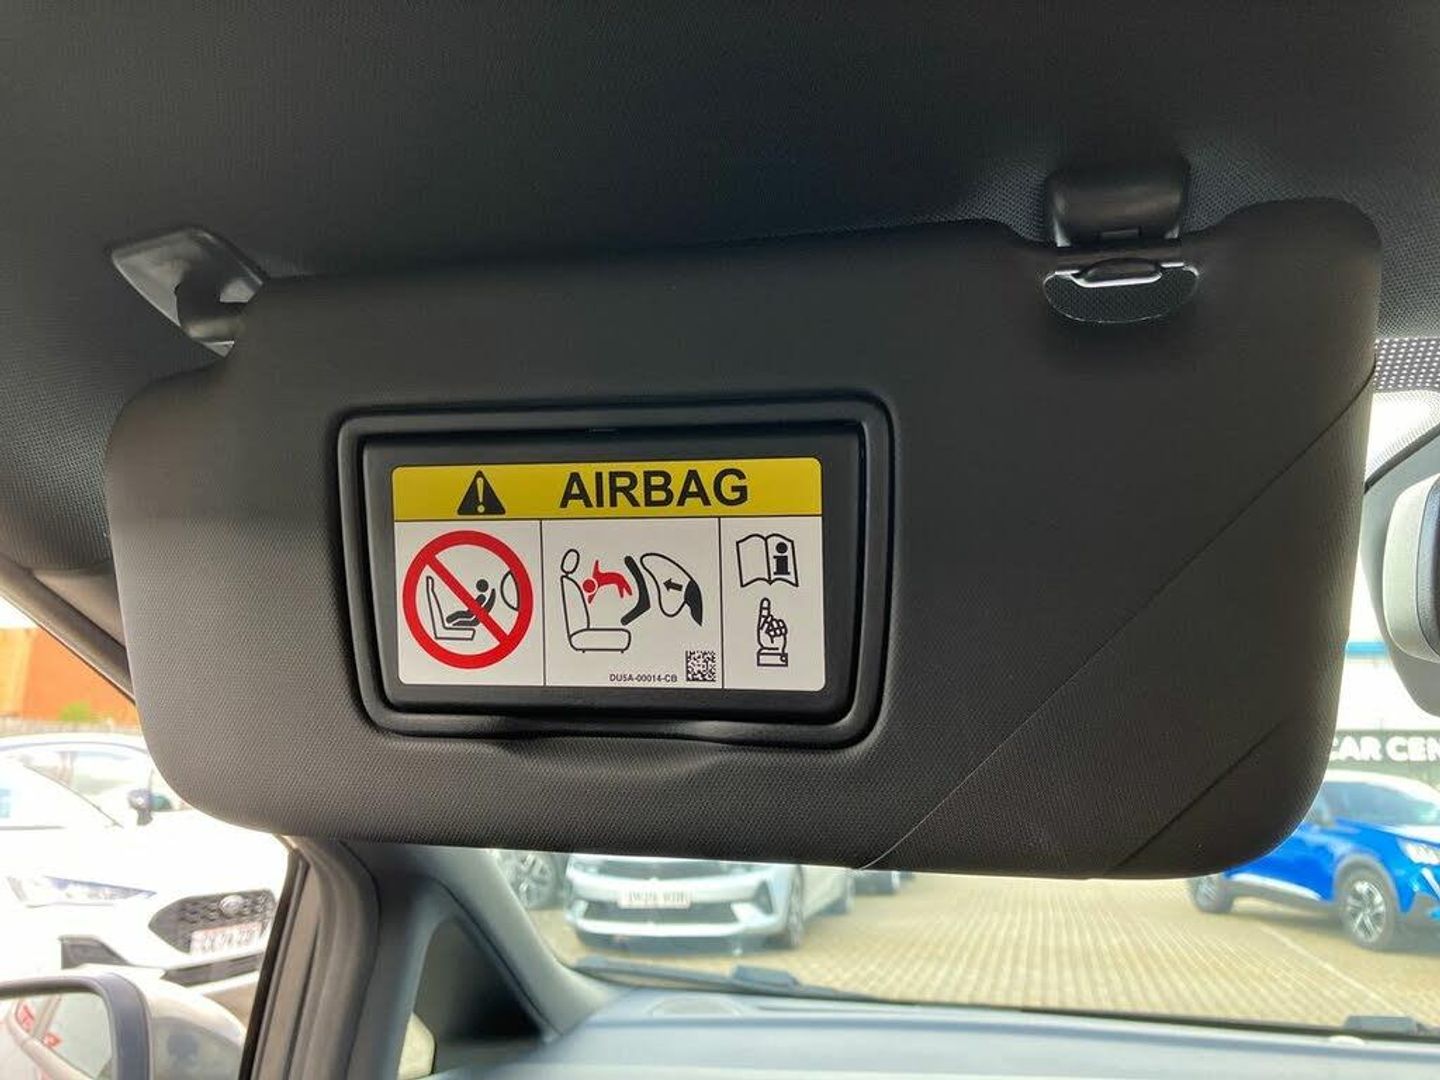 AIRBAG
i
DU5A-00014-CB
CAR CEN